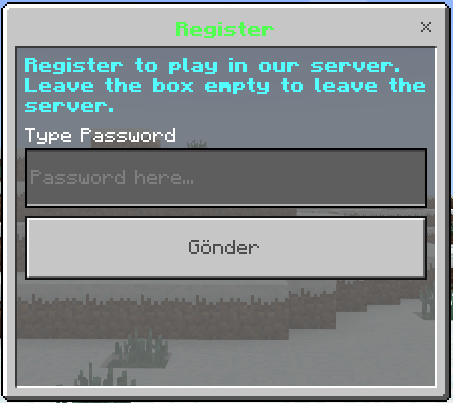 Register
Register to play in our server.
Leave the box empty to leave the
server.
Type Password
Password here...
Gönder